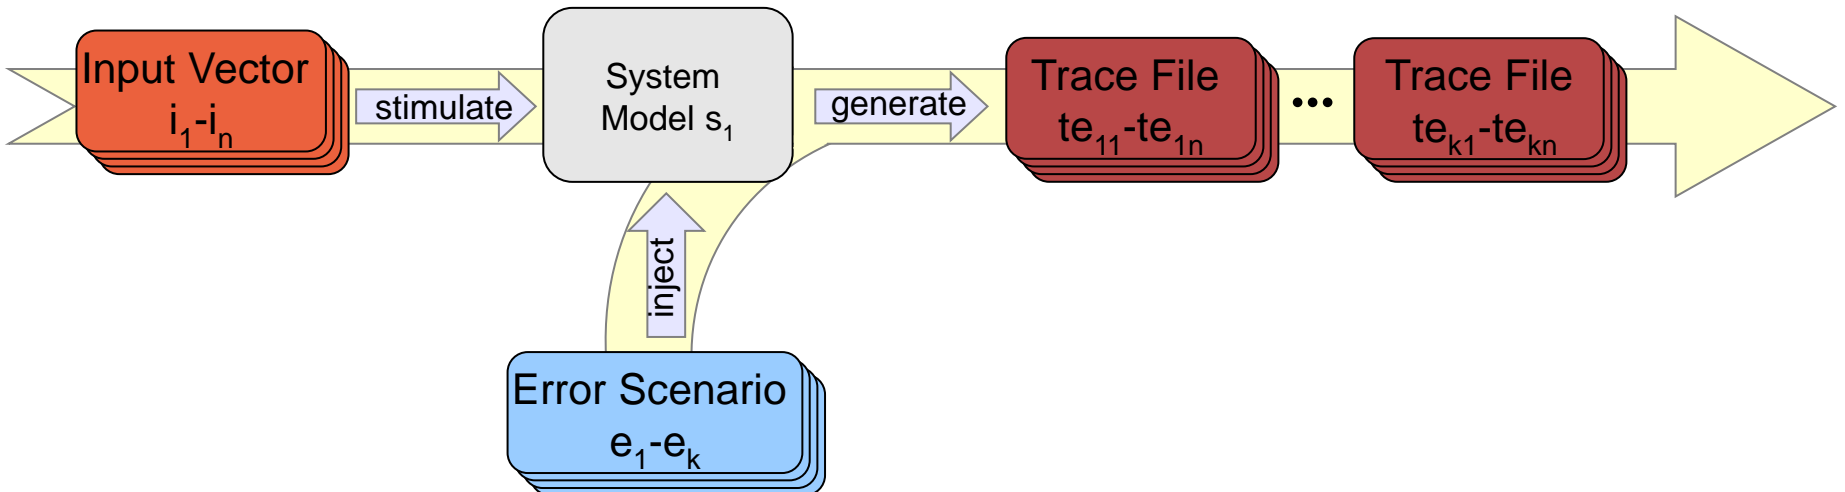 Input Vector
i₁-iₙ
stimulate
System
Model s₁
generate
Trace File
te₁₁-te₁ₙ
...
Trace File
teₖ₁-teₖₙ
inject
Error Scenario
e₁-eₖ